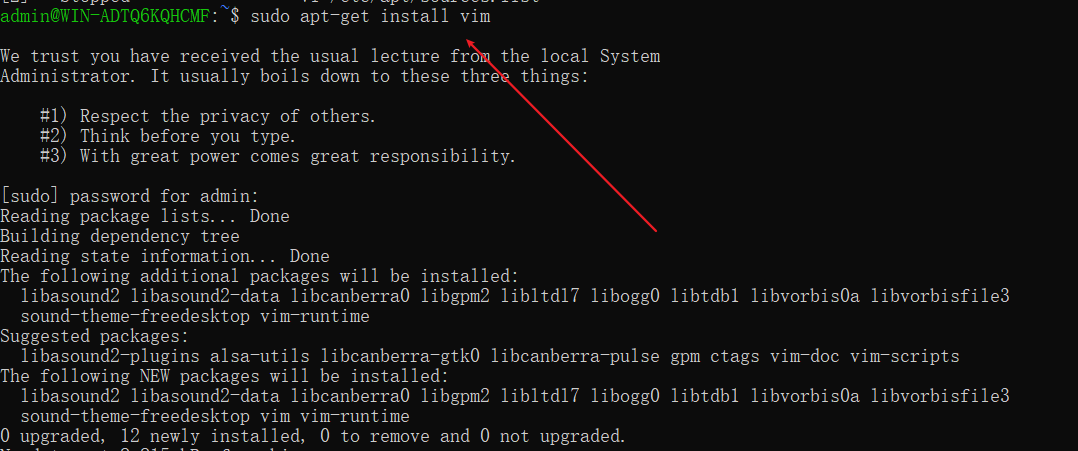 Stopped vi /etc/apt/sources.list
admin@WIN-ADTQ6KQHCMF:~$ sudo apt-get install vim
We trust you have received the usual lecture from the local System
Administrator. It usually boils down to these three things:
#1) Respect the privacy of others.
#2) Think before you type.
#3) With great power comes great responsibility.
[sudo] password for admin:
Reading package lists... Done
Building dependency tree
Reading state information... Done
The following additional packages will be installed:
libasound2 libasound2-data libcanberra0 libgpm2 libltdl7 libogg0 libtdb1 libvorbis0a libvorbisfile3
sound-theme-freedesktop vim-runtime
Suggested packages:
libasound2-plugins alsa-utils libcanberra-gtk0 libcanberra-pulse gpm ctags vim-doc vim-scripts
The following NEW packages will be installed:
libasound2 libasound2-data libcanberra0 libgpm2 libltdl7 libogg0 libtdb1 libvorbis0a libvorbisfile3
sound-theme-freedesktop vim vim-runtime
0 upgraded, 12 newly installed, 0 to remove and 0 not upgraded.